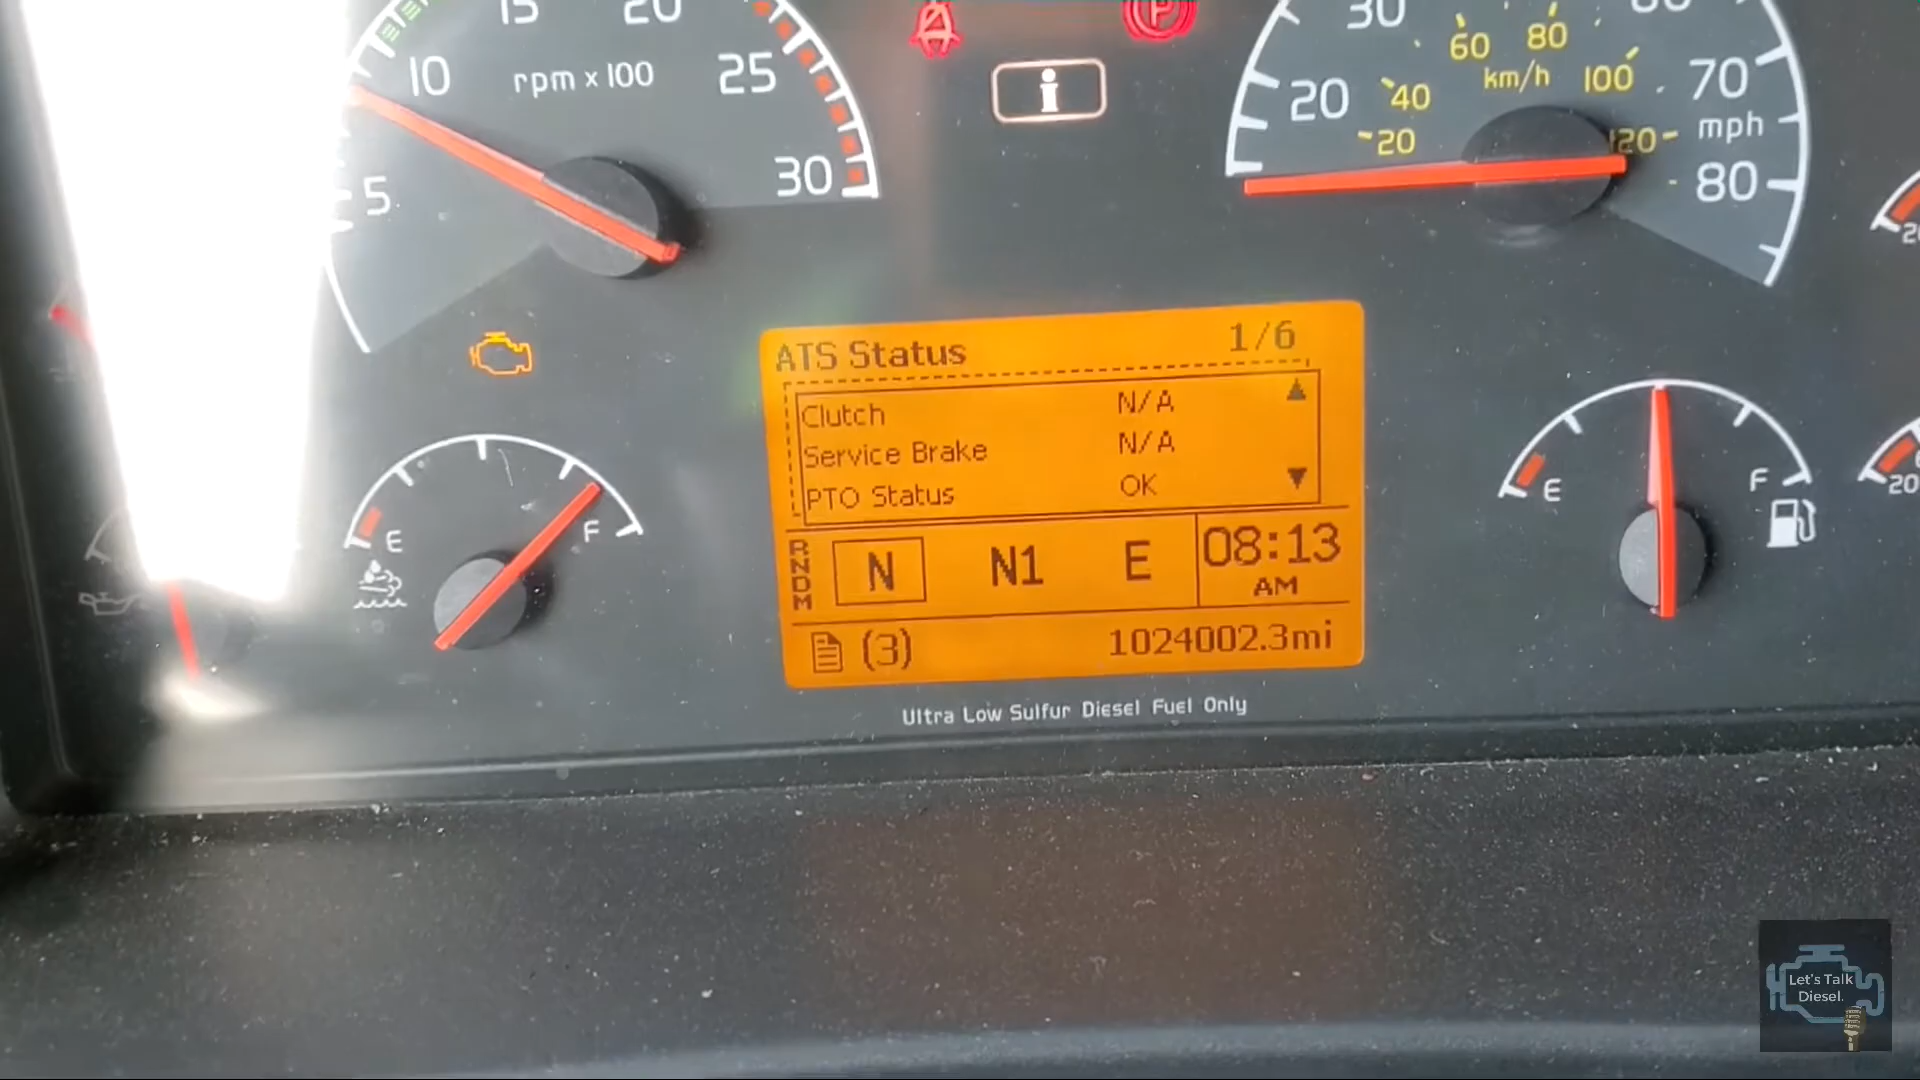 15
20
10
rpm x 100
25
5
30
P
i
30
60
80
20
40
km/h
100
70
20
120
mph
80
ATS Status 1/6
Clutch N/A
Service Brake N/A
PTO Status OK
R
N
D
M
N N1 E 08:13
AM
(3) 1024002.3mi
E F
E F
20
Ultra Low Sulfur Diesel Fuel Only
Let's Talk
Diesel.